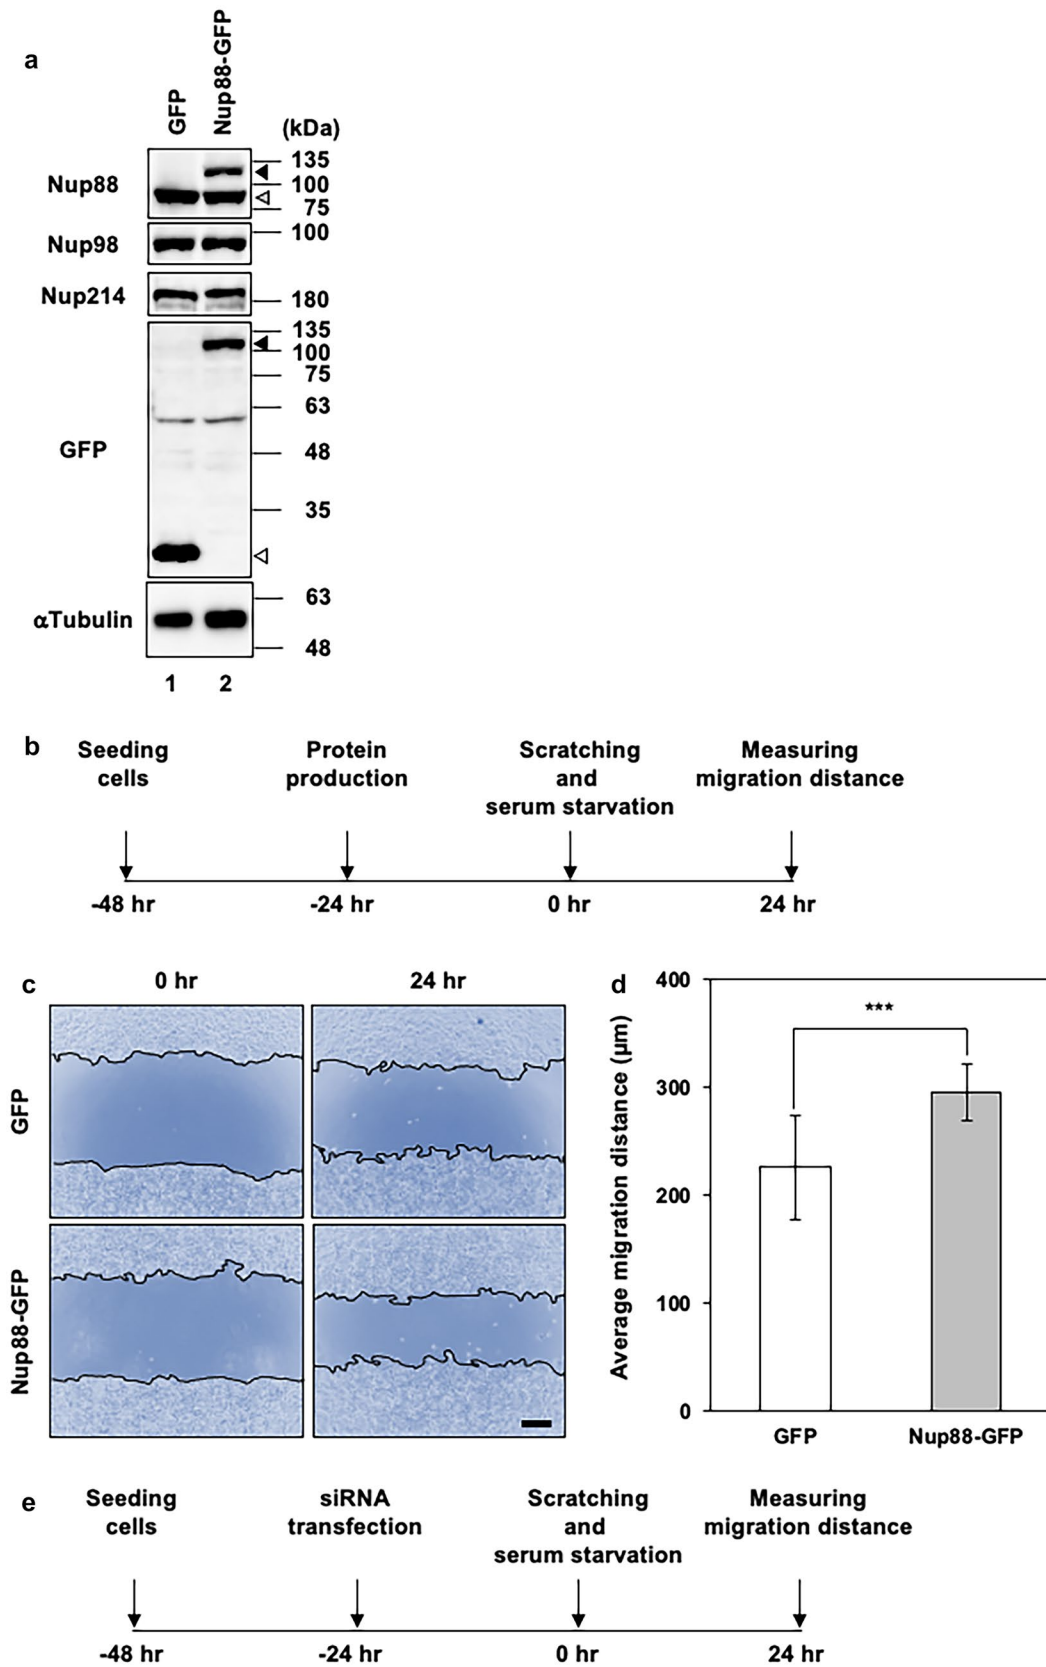 a
GFP
Nup88-GFP
(kDa)
Nup88
135
100
75
Nup98
100
Nup214
180
GFP
135
100
75
63
48
35
αTubulin
63
48
1 2
b
Seeding
cells
Protein
production
Scratching
and
serum starvation
Measuring
migration distance
-48 hr
-24 hr
0 hr
24 hr
c
0 hr
24 hr
GFP
Nup88-GFP
d
Average migration distance (μm)
400
300
200
100
0
***
GFP
Nup88-GFP
e
Seeding
cells
siRNA
transfection
Scratching
and
serum starvation
Measuring
migration distance
-48 hr
-24 hr
0 hr
24 hr